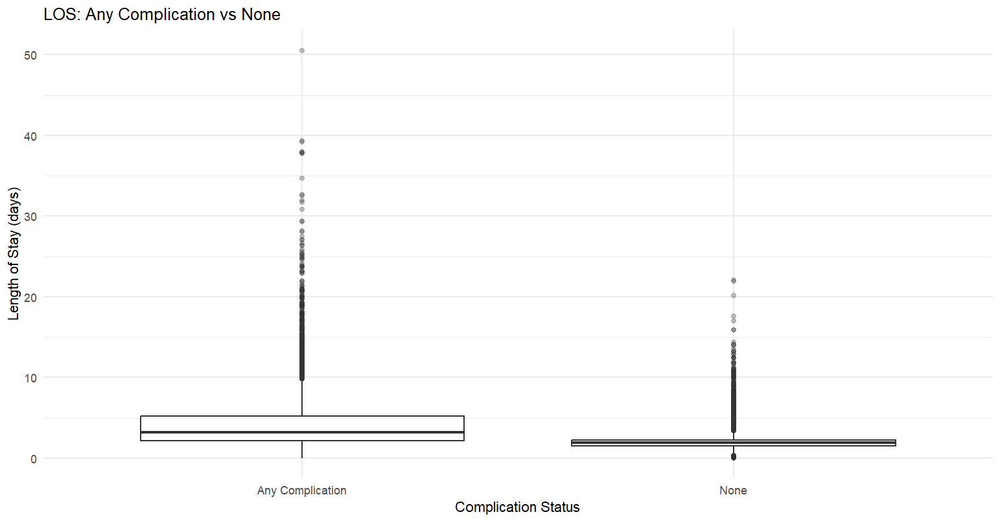 LOS: Any Complication vs None
50
40
30
20
10
0
Length of Stay (days)
Any Complication
None
Complication Status